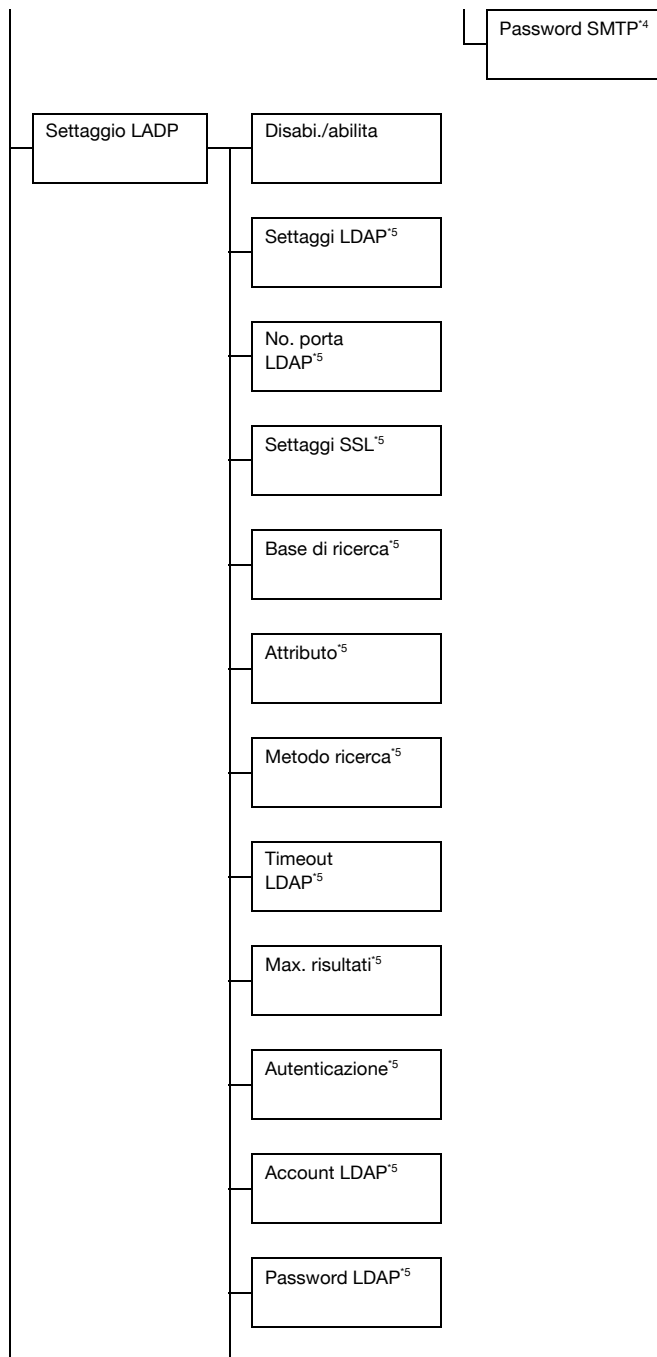 Password SMTP*4
Settaggio LADP
Disabi./abilita
Settaggi LDAP*5
No. porta
LDAP*5
Settaggi SSL*5
Base di ricerca*5
Attributo*5
Metodo ricerca*5
Timeout
LDAP*5
Max. risultati*5
Autenticazione*5
Account LDAP*5
Password LDAP*5